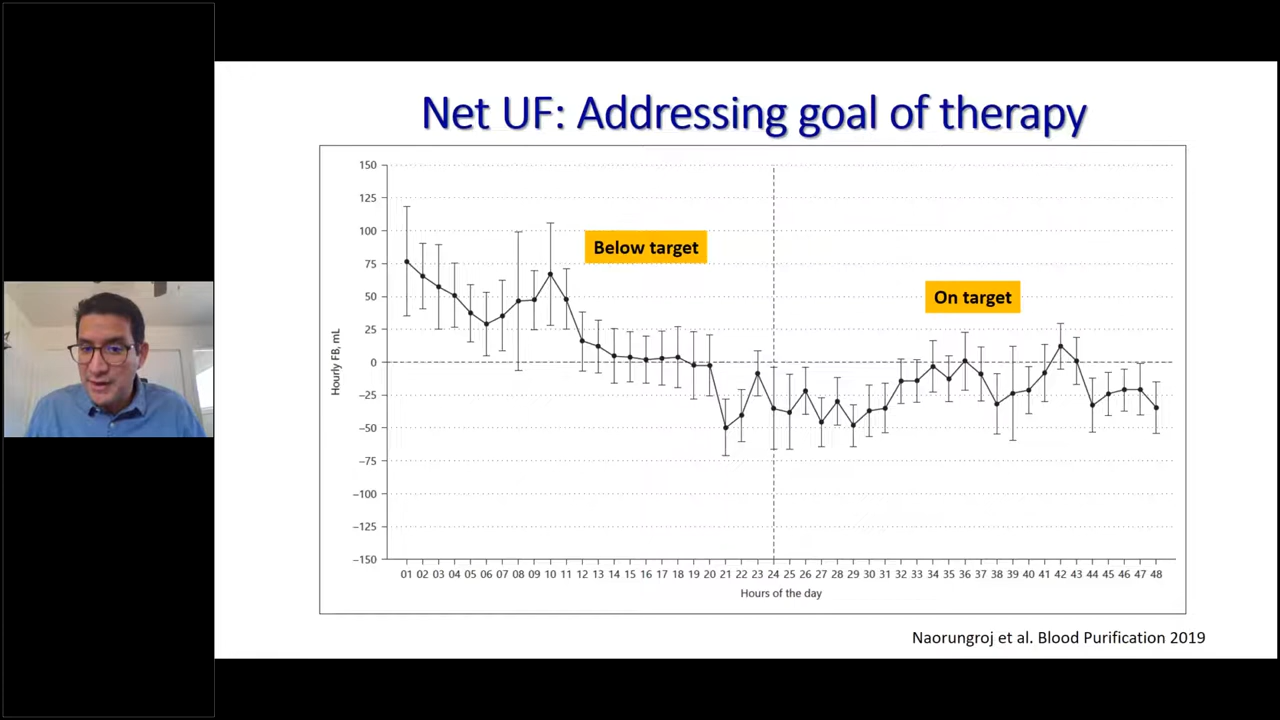 Net UF: Addressing goal of therapy
150
125
100
75
50
25
0
−25
−50
−75
−100
−125
−150
Hourly FB, mL
Below target
On target
01 02 03 04 05 06 07 08 09 10 11 12 13 14 15 16 17 18 19 20 21 22 23 24 25 26 27 28 29 30 31 32 33 34 35 36 37 38 39 40 41 42 43 44 45 46 47 48
Hours of the day
Naorungroj et al. Blood Purification 2019